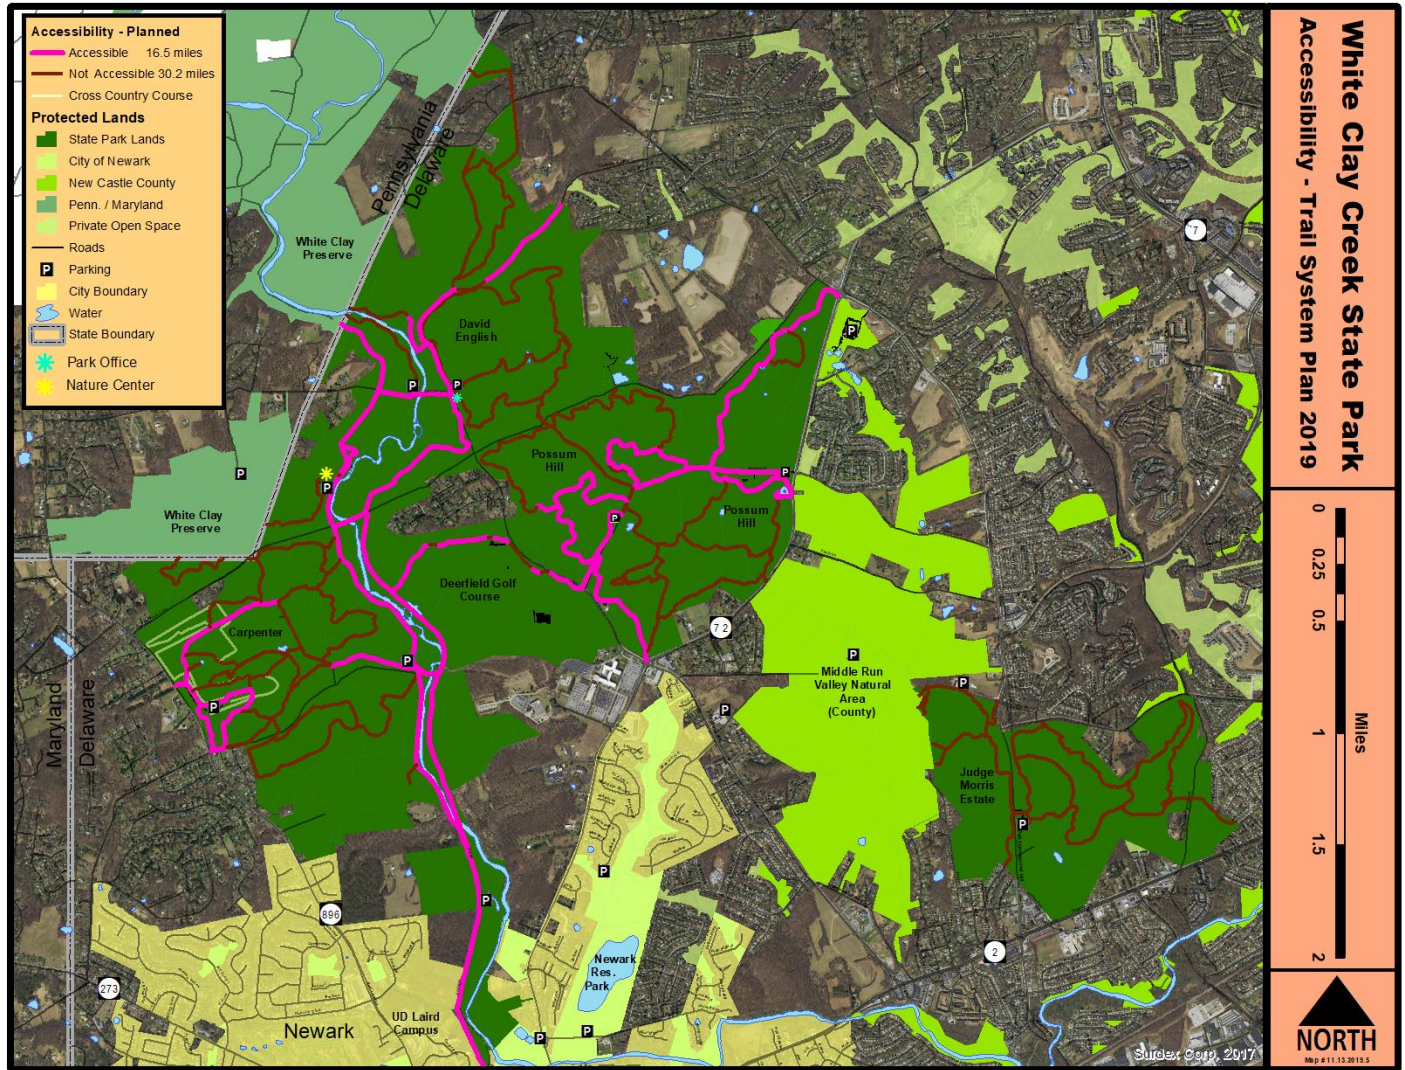 Accessibility - Planned
Accessible 16.5 miles
Not Accessible 30.2 miles
Cross Country Course
Protected Lands
State Park Lands
City of Newark
New Castle County
Penn. / Maryland
Private Open Space
Roads
P Parking
City Boundary
Water
State Boundary
Park Office
Nature Center
White Clay Creek State Park
Accessibility - Trail System Plan 2019
0 0.25 0.5 1 1.5 2
Miles
NORTH
Map # 11.13.2019.5
Pennsylvania
Delaware
White Clay
Preserve
7
David
English
P
P
P
Possum
Hill
P
P
P
White Clay
Preserve
Possum
Hill
P
Deerfield Golf
Course
Carpenter
72
P
P
Middle Run
Valley Natural
Area
(County)
P
Maryland
Delaware
P
P
Judge
Morris
Estate
P
P
896
P
2
Newark
Res.
Park
273
UD Laird
Campus
Newark
P
P
Surdex Corp, 2017